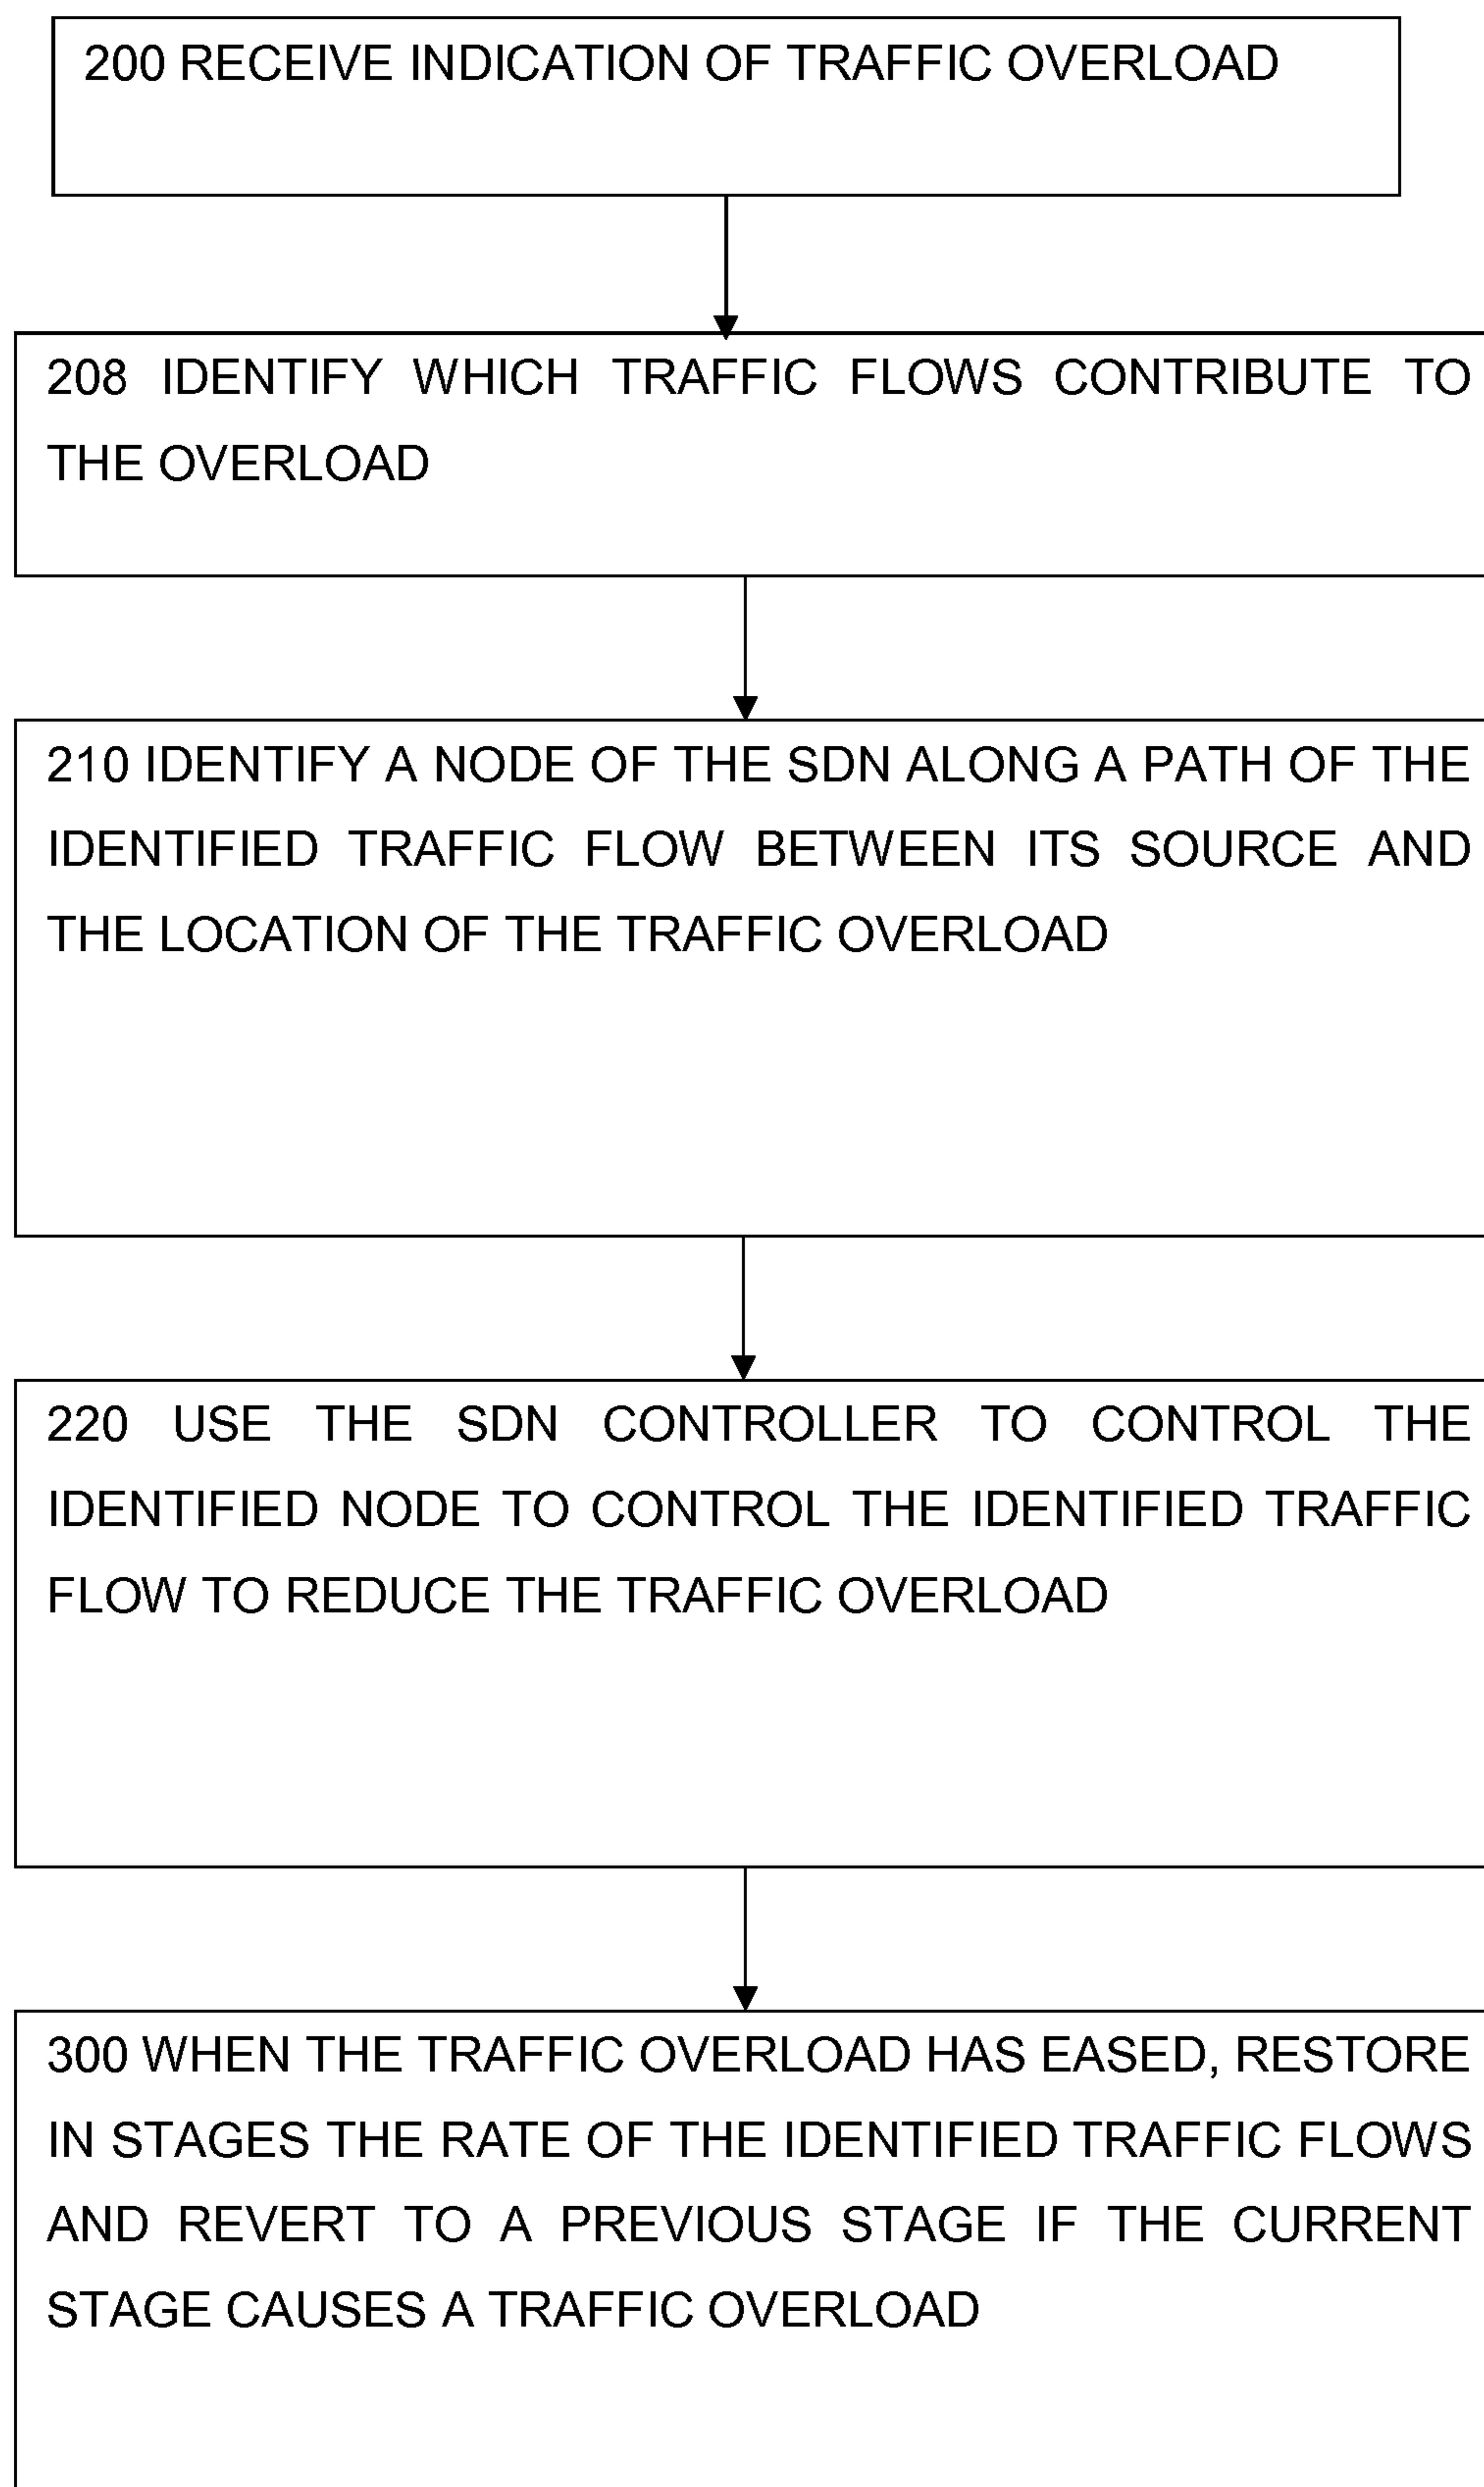 200 RECEIVE INDICATION OF TRAFFIC OVERLOAD
208 IDENTIFY WHICH TRAFFIC FLOWS CONTRIBUTE TO
THE OVERLOAD
210 IDENTIFY A NODE OF THE SDN ALONG A PATH OF THE
IDENTIFIED TRAFFIC FLOW BETWEEN ITS SOURCE AND
THE LOCATION OF THE TRAFFIC OVERLOAD
220 USE THE SDN CONTROLLER TO CONTROL THE
IDENTIFIED NODE TO CONTROL THE IDENTIFIED TRAFFIC
FLOW TO REDUCE THE TRAFFIC OVERLOAD
300 WHEN THE TRAFFIC OVERLOAD HAS EASED, RESTORE
IN STAGES THE RATE OF THE IDENTIFIED TRAFFIC FLOWS
AND REVERT TO A PREVIOUS STAGE IF THE CURRENT
STAGE CAUSES A TRAFFIC OVERLOAD